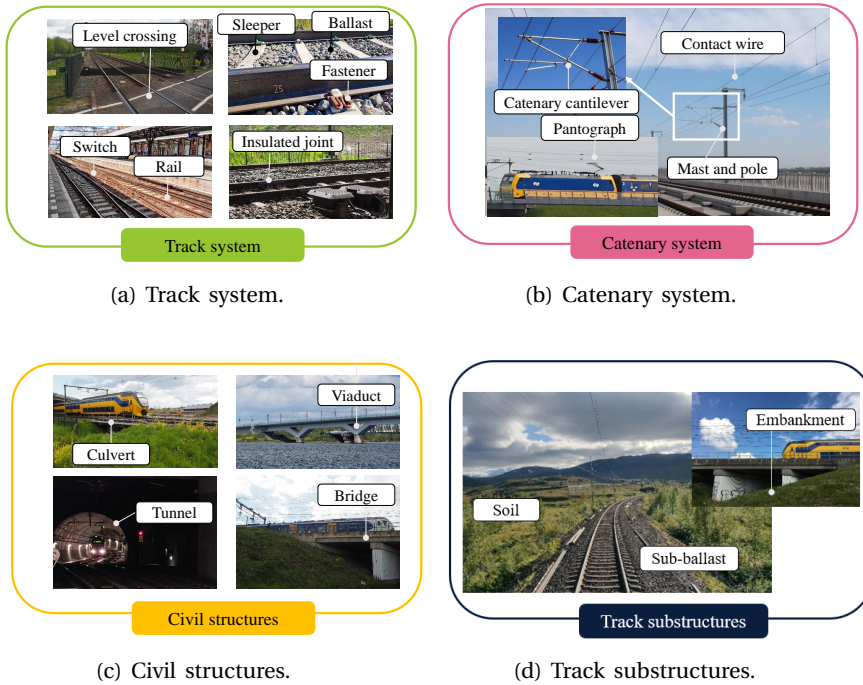 Sleeper
Ballast
Level crossing
Fastener
25
Switch
Rail
Insulated joint
Track system
(a) Track system.
Contact wire
Catenary cantilever
Pantograph
Mast and pole
Catenary system
(b) Catenary system.
Culvert
Viaduct
Tunnel
Bridge
Civil structures
(c) Civil structures.
Embankment
Soil
Sub-ballast
Track substructures
(d) Track substructures.